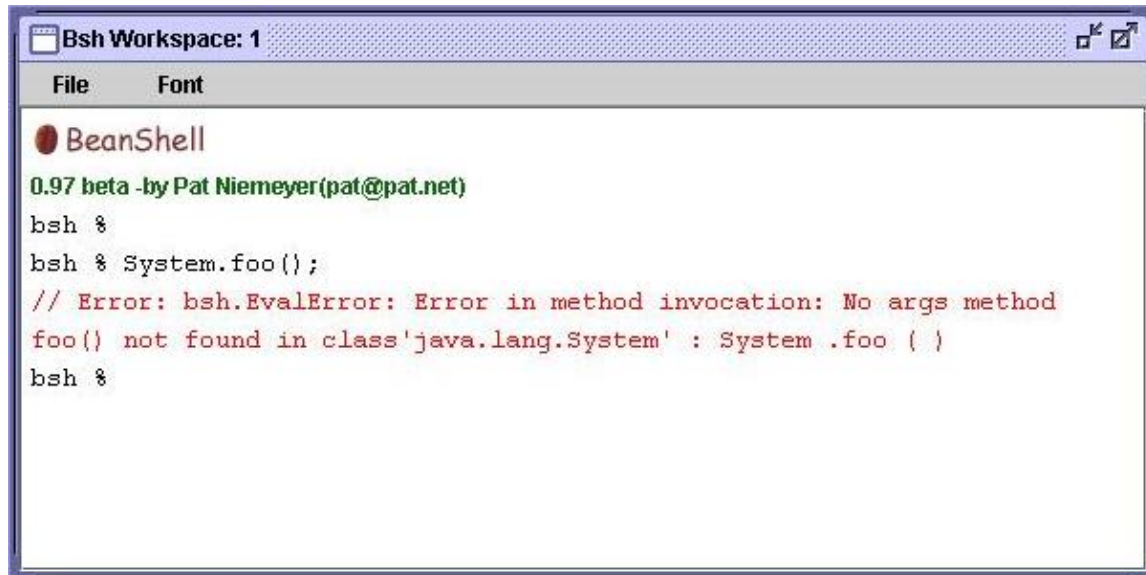 Bsh Workspace: 1
File Font
BeanShell
0.97 beta -by Pat Niemeyer(pat@pat.net)
bsh %
bsh % System.foo();
// Error: bsh.EvalError: Error in method invocation: No args method
foo() not found in class'java.lang.System' : System .foo ( )
bsh %